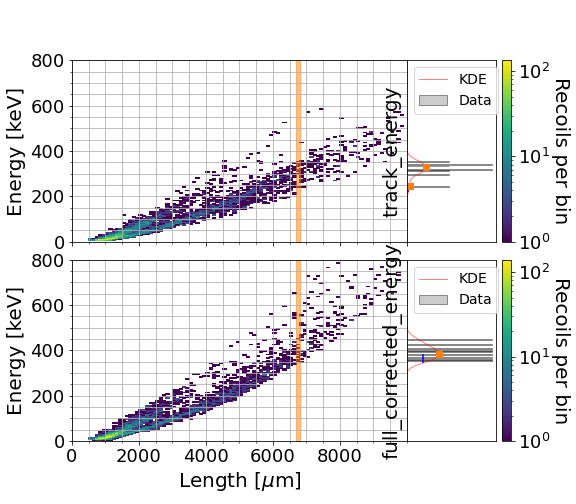 800
600
400
200
0
Energy [keV]
track_energy
KDE
Data
10²
10¹
10⁰
Recoils per bin
800
600
400
200
0
Energy [keV]
full_corrected_energy
KDE
Data
10²
10¹
10⁰
Recoils per bin
0 2000 4000 6000 8000
Length [μm]